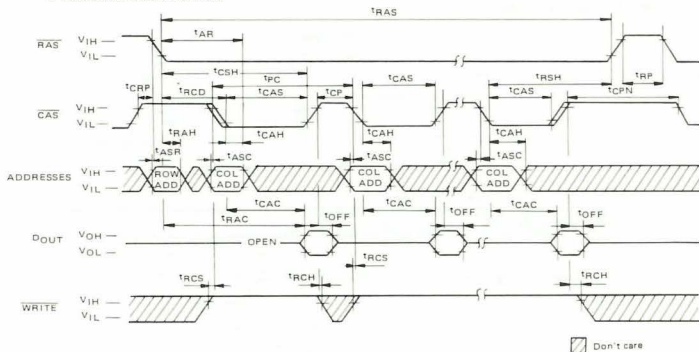 tRAS
RAS
VIH
VIL
tAR
tCSH
tPC
tCRP
tRCD
tCAS
tCP
tCAS
tRSH
tCAS
tRP
tCPN
CAS
VIH
VIL
tRAH
tCAH
tCAH
tCAH
tASR
tASC
tASC
tASC
ADDRESSES
VIH
VIL
ROW ADD
COL ADD
COL ADD
COL ADD
tCAC
tCAC
tCAC
tRAC
tOFF
tOFF
tOFF
DOUT
VOH
VOL
OPEN
tRCS
tRCH
tRCS
tRCH
WRITE
VIH
VIL
Don't care